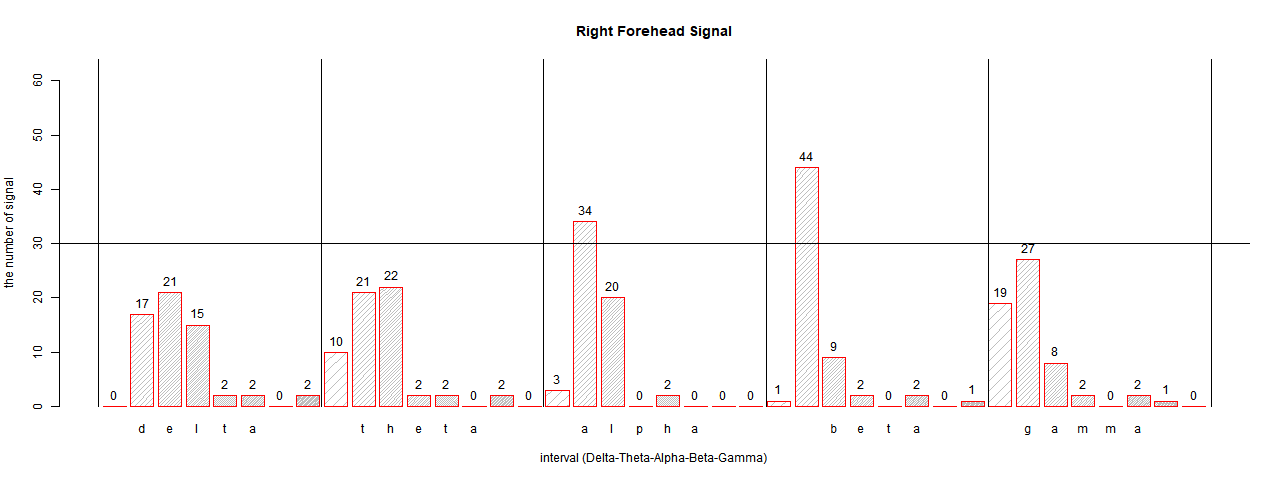 Right Forehead Signal
the number of signal
60
50
40
30
20
10
0
0 17 21 15 2 2 0 2 10 21 22 2 2 0 2 0 3 34 20 0 2 0 0 0 1 44 9 2 0 2 0 1 19 27 8 2 0 2 1 0
d e l t a t h e t a a l p h a b e t a g a m m a
interval (Delta-Theta-Alpha-Beta-Gamma)